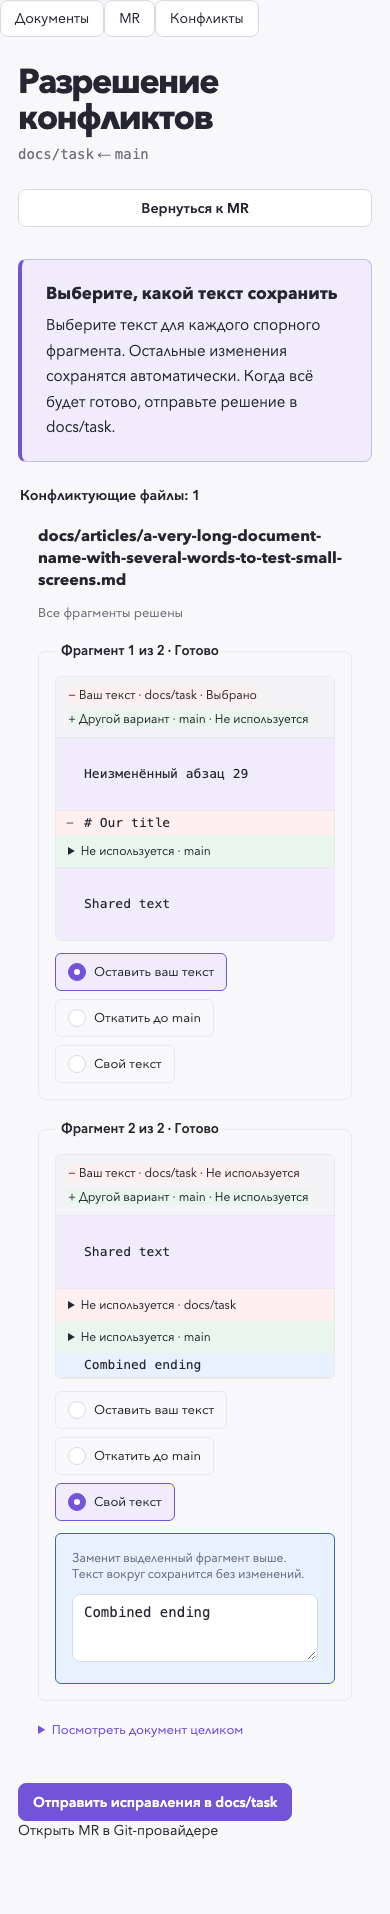 Документы MR Конфликты
Разрешение
конфликтов
docs/task ← main
Вернуться к MR
Выберите, какой текст сохранить
Выберите текст для каждого спорного
фрагмента. Остальные изменения
сохранятся автоматически. Когда всё
будет готово, отправьте решение в
docs/task.
Конфликтующие файлы: 1
docs/articles/a-very-long-document-
name-with-several-words-to-test-small-
screens.md
Все фрагменты решены
Фрагмент 1 из 2 · Готово
− Ваш текст · docs/task · Выбрано
+ Другой вариант · main · Не используется
Неизменённый абзац 29
− # Our title
▶ Не используется · main
Shared text
Оставить ваш текст
Откатить до main
Свой текст
Фрагмент 2 из 2 · Готово
− Ваш текст · docs/task · Не используется
+ Другой вариант · main · Не используется
Shared text
▶ Не используется · docs/task
▶ Не используется · main
Combined ending
Оставить ваш текст
Откатить до main
Свой текст
Заменит выделенный фрагмент выше.
Текст вокруг сохранится без изменений.
Combined ending
▶ Посмотреть документ целиком
Отправить исправления в docs/task
Открыть MR в Git-провайдере